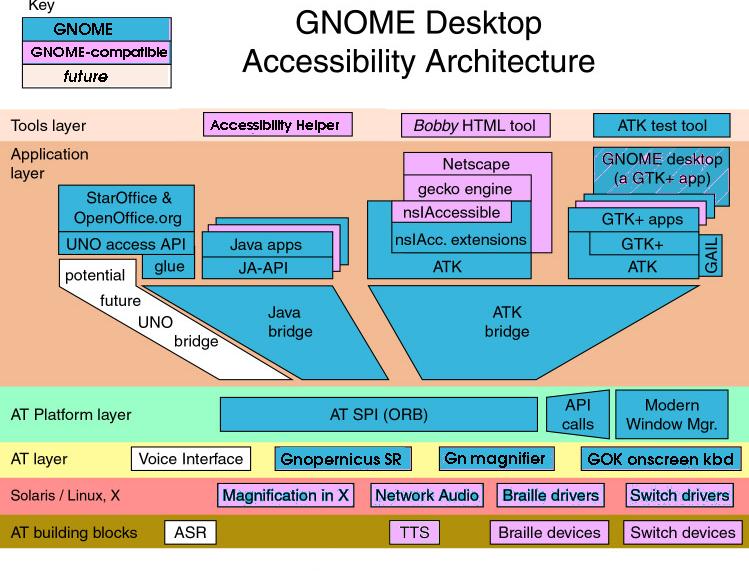 Key
GNOME
GNOME-compatible
future
GNOME Desktop
Accessibility Architecture
Tools layer
Accessibility Helper
Bobby HTML tool
ATK test tool
Application
layer
StarOffice &
OpenOffice.org
UNO access API
glue
Java apps
JA-API
Netscape
gecko engine
nsIAccessible
nsIAcc. extensions
ATK
GNOME desktop
(a GTK+ app)
GTK+ apps
GTK+
ATK
GAIL
potential
future
UNO
bridge
Java
bridge
ATK
bridge
AT Platform layer
AT SPI (ORB)
API
calls
Modern
Window Mgr.
AT layer
Voice Interface
Gnopernicus SR
Gn magnifier
GOK onscreen kbd
Solaris / Linux, X
Magnification in X
Network Audio
Braille drivers
Switch drivers
AT building blocks
ASR
TTS
Braille devices
Switch devices